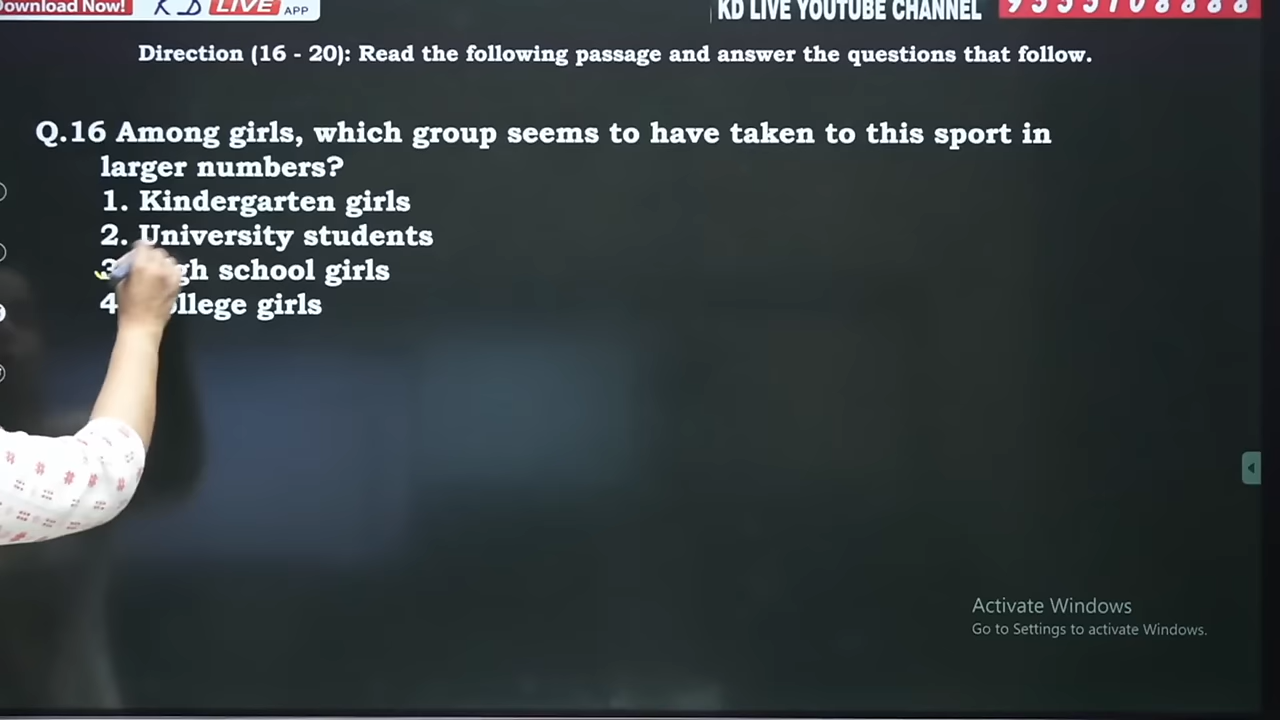 Download Now! KD LIVE APP
KD LIVE YOUTUBE CHANNEL
Direction (16 - 20): Read the following passage and answer the questions that follow.
Q.16 Among girls, which group seems to have taken to this sport in
larger numbers?
1. Kindergarten girls
2. University students
school girls
4 girls
Activate Windows
Go to Settings to activate Windows.